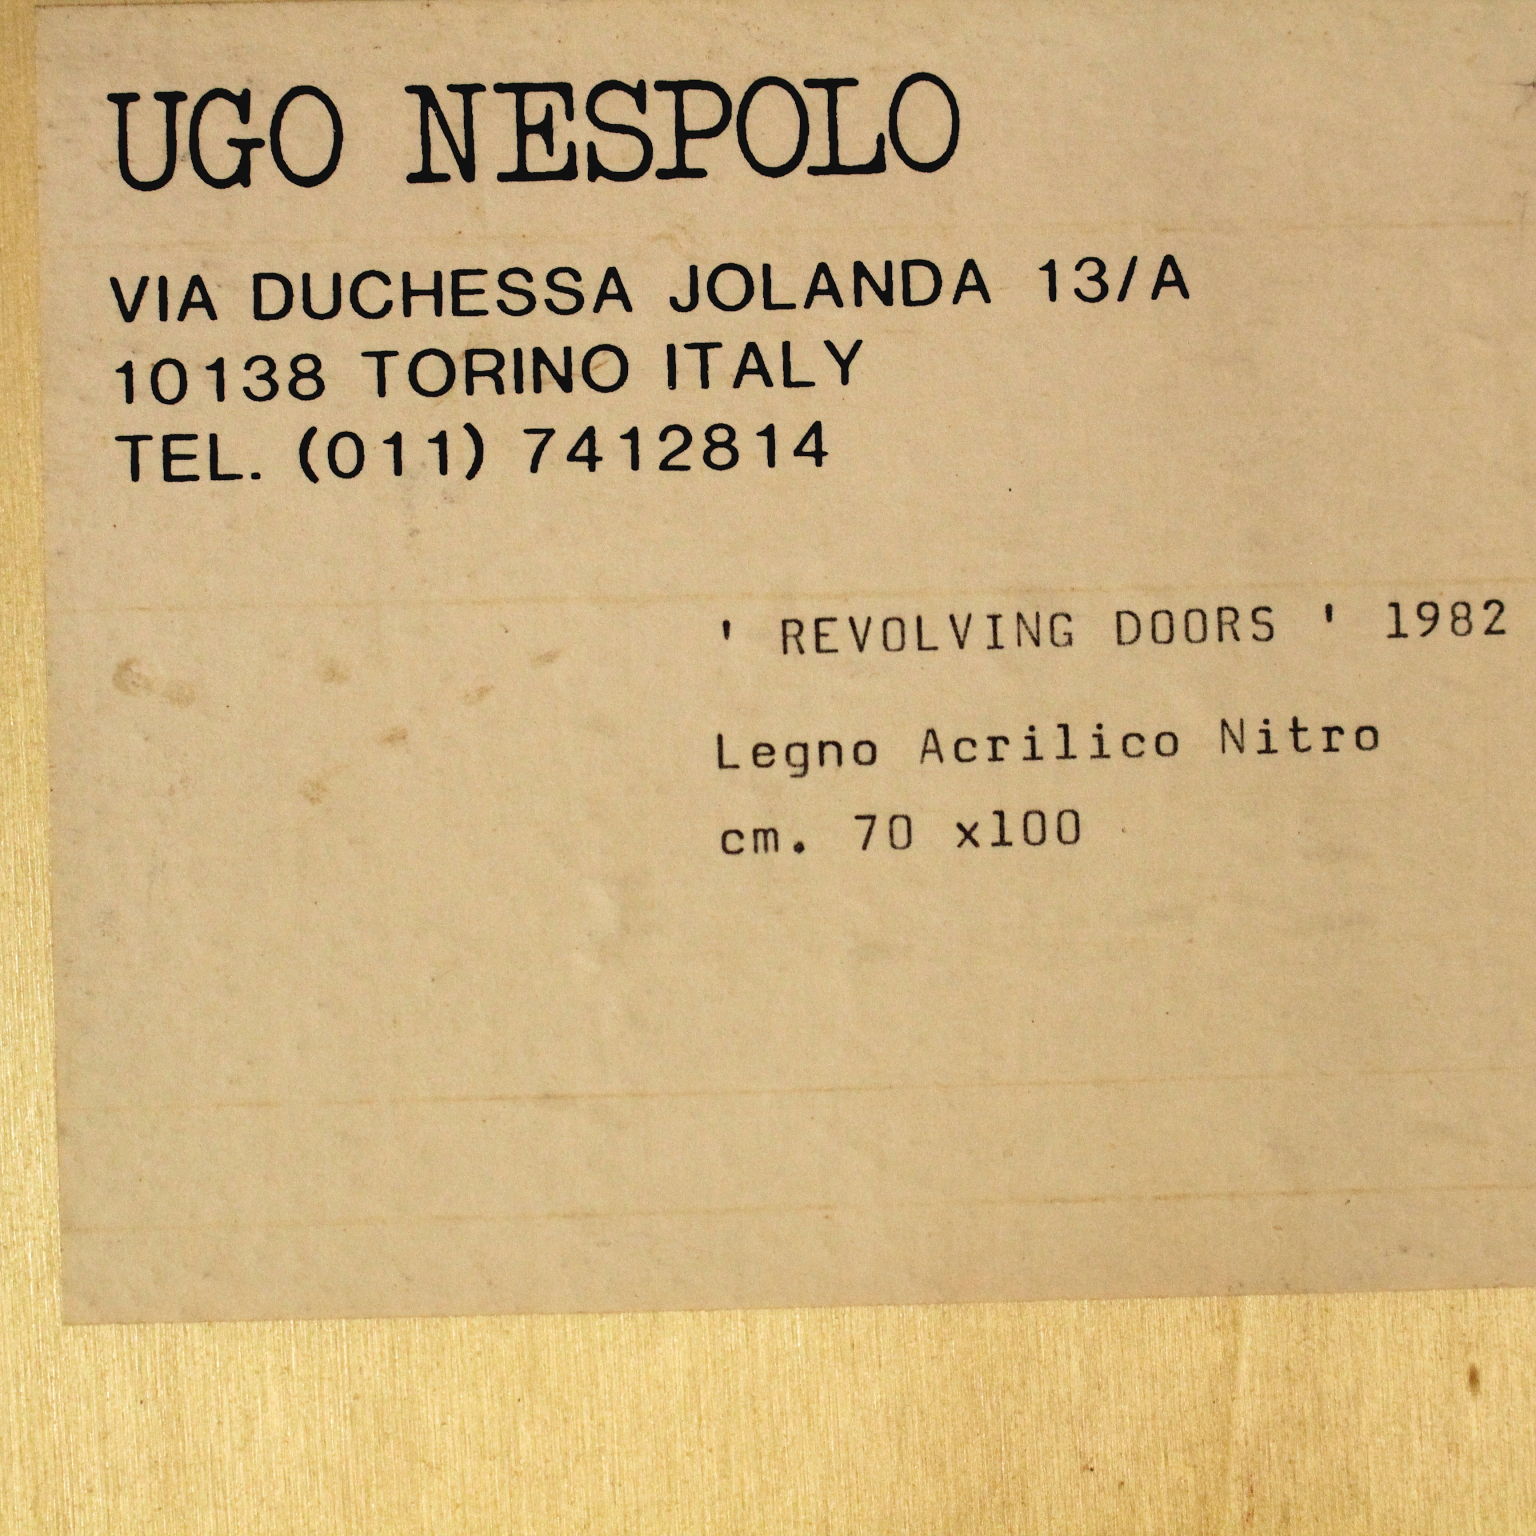 UGO NESPOLO
VIA DUCHESSA JOLANDA 13/A
10138 TORINO ITALY
TEL. (011) 7412814
' REVOLVING DOORS ' 1982
Legno Acrilico Nitro
cm. 70 x100